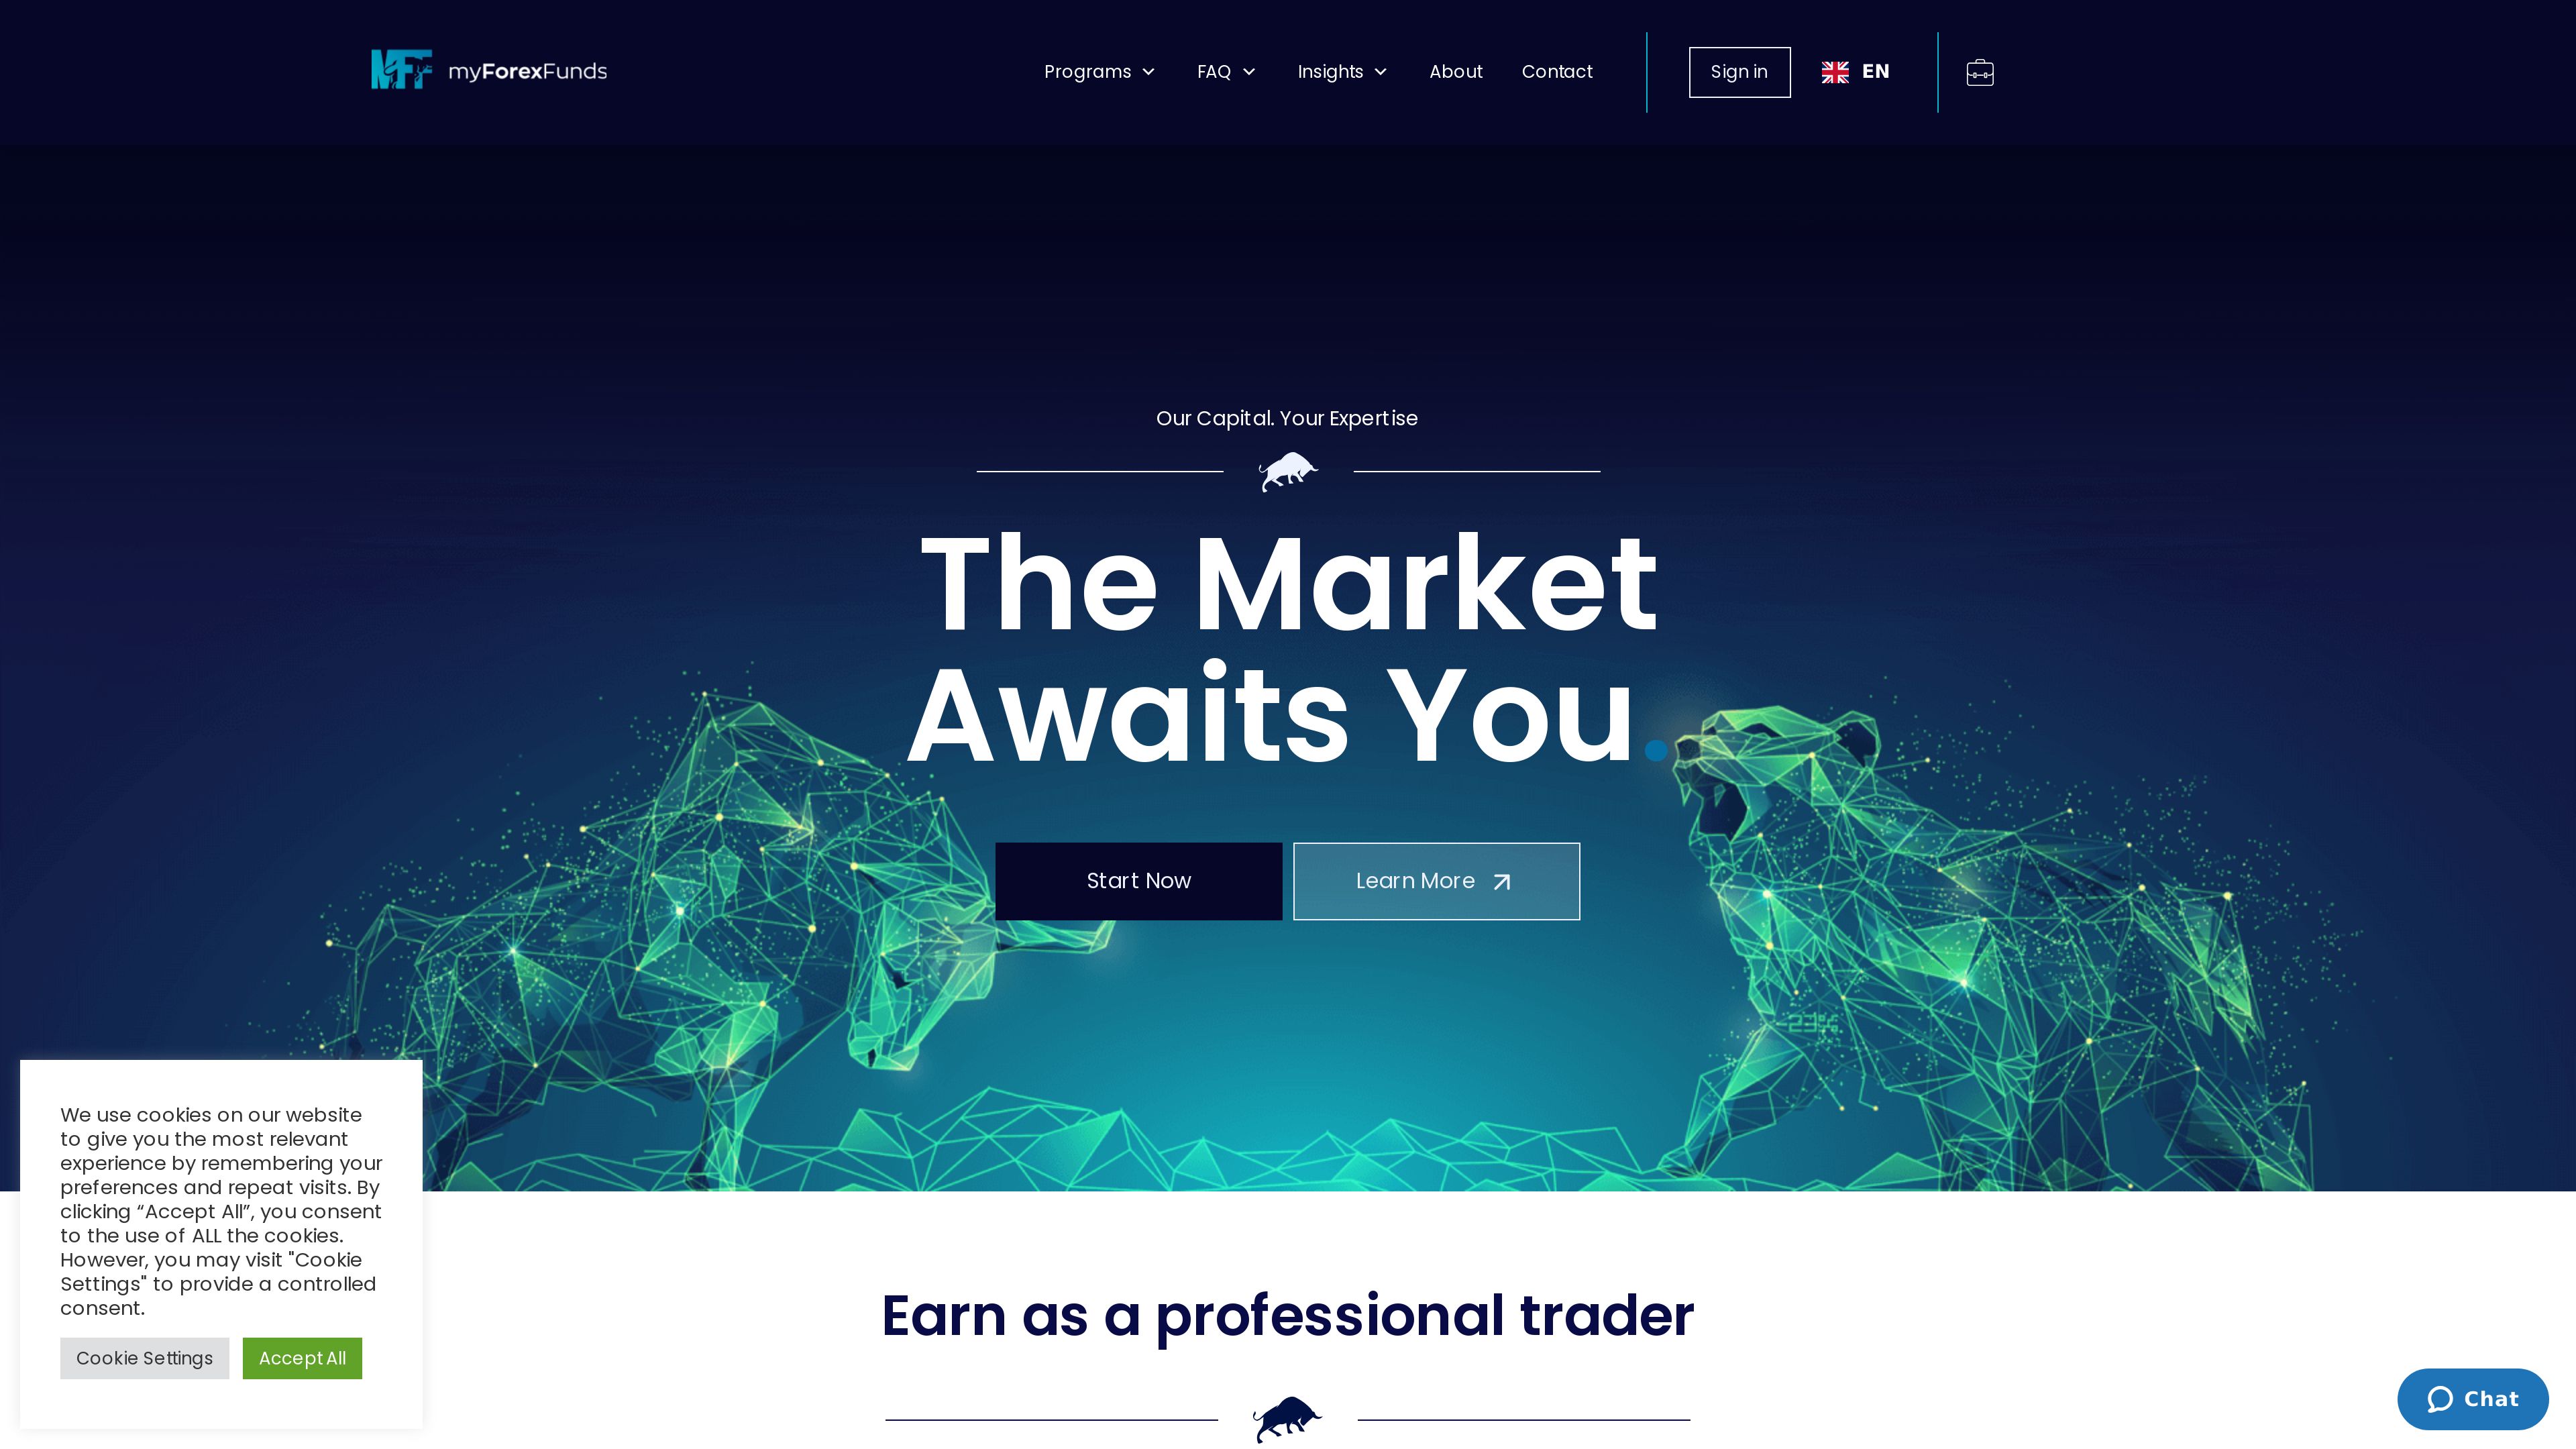 MFF myForexFunds
Programs
FAQ
Insights
About
Contact
Sign in
EN
Our Capital. Your Expertise
The Market
Awaits You.
Start Now
Learn More
-23%
We use cookies on our website
to give you the most relevant
experience by remembering your
preferences and repeat visits. By
clicking “Accept All”, you consent
to the use of ALL the cookies.
However, you may visit "Cookie
Settings" to provide a controlled
consent.
Cookie Settings
Accept All
Earn as a professional trader
Chat